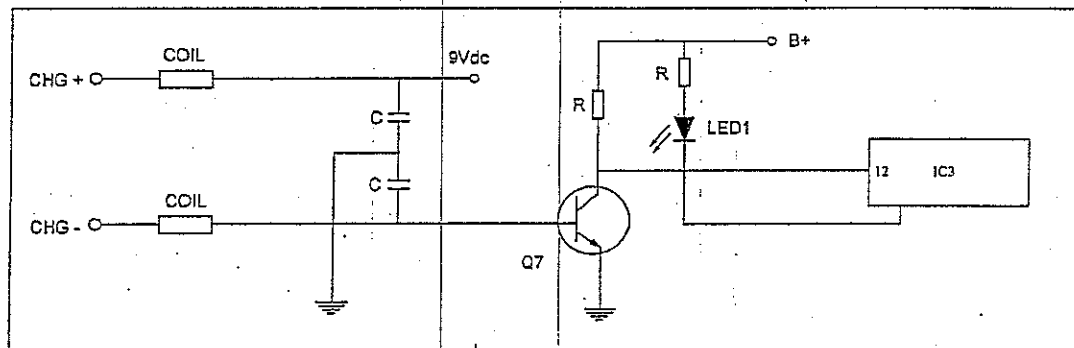 COIL
CHG +
9Vdc
C
C
COIL
CHG -
B+
R
R
LED1
12
IC3
Q7